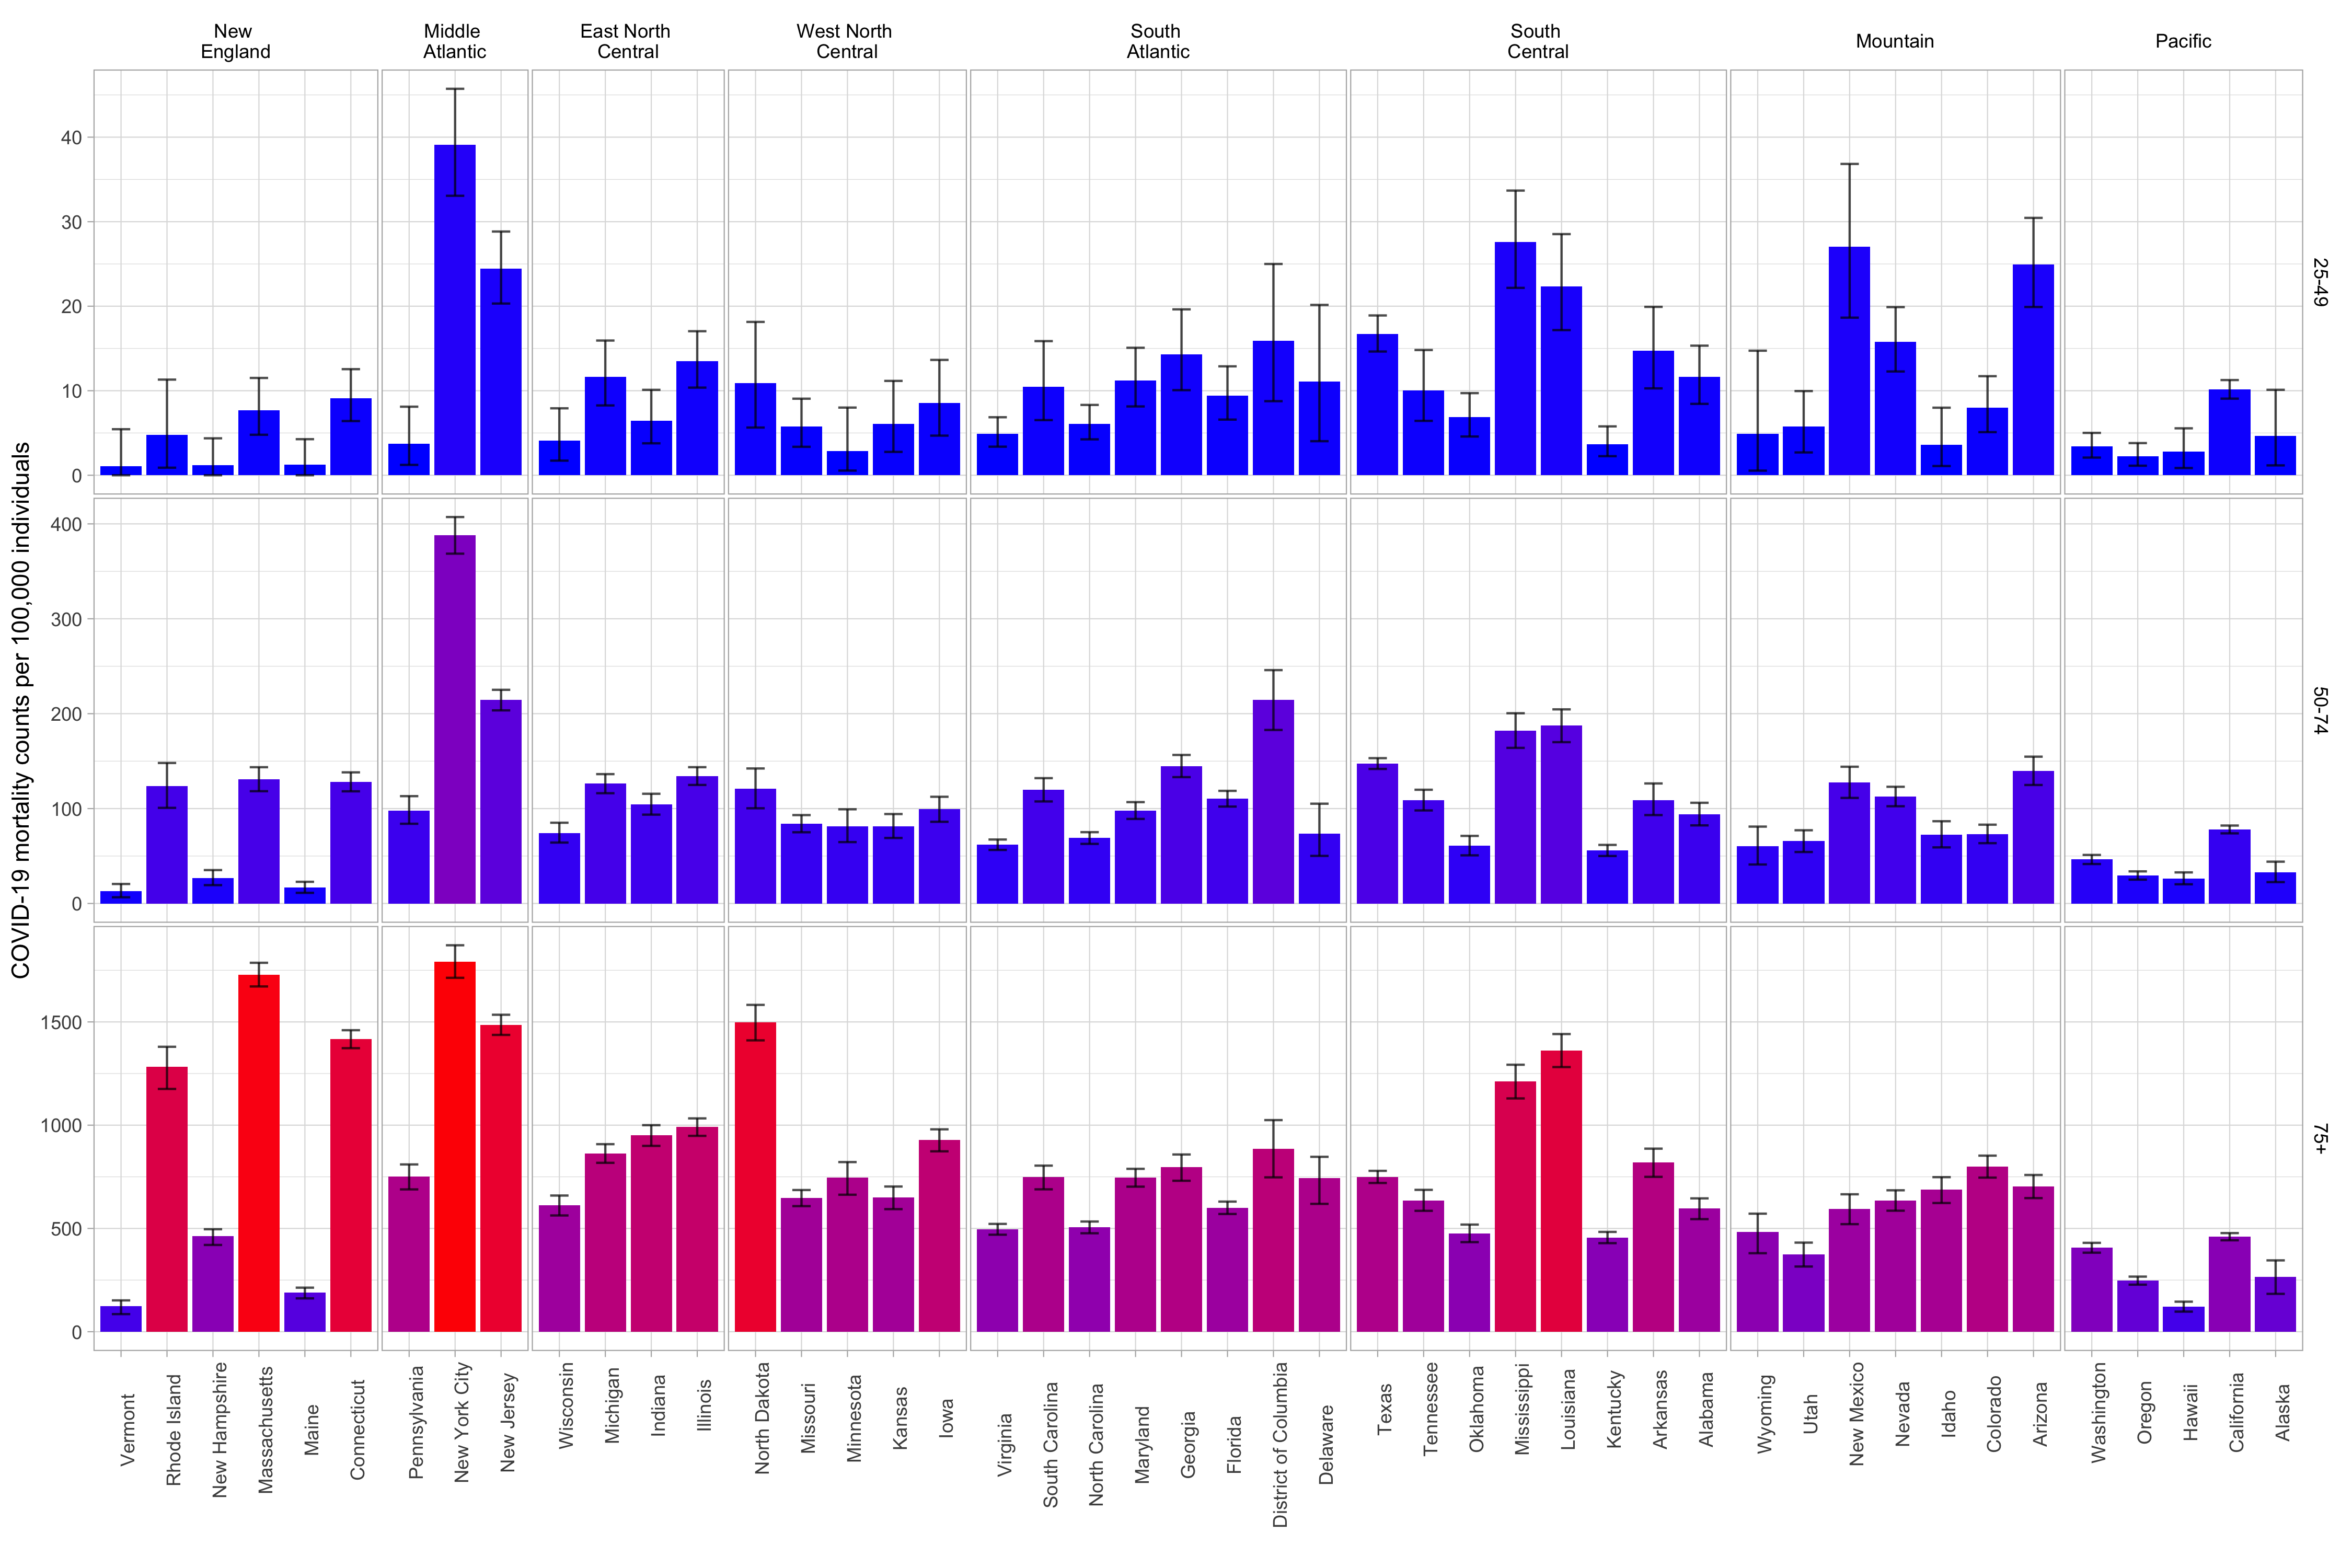 New
England
Middle
Atlantic
East North
Central
West North
Central
South
Atlantic
South
Central
Mountain
Pacific
COVID-19 mortality counts per 100,000 individuals
40
30
20
10
0
25-49
400
300
200
100
0
50-74
1500
1000
500
0
75+
Vermont
Rhode Island
New Hampshire
Massachusetts
Maine
Connecticut
Pennsylvania
New York City
New Jersey
Wisconsin
Michigan
Indiana
Illinois
North Dakota
Missouri
Minnesota
Kansas
Iowa
Virginia
South Carolina
North Carolina
Maryland
Georgia
Florida
District of Columbia
Delaware
Texas
Tennessee
Oklahoma
Mississippi
Louisiana
Kentucky
Arkansas
Alabama
Wyoming
Utah
New Mexico
Nevada
Idaho
Colorado
Arizona
Washington
Oregon
Hawaii
California
Alaska